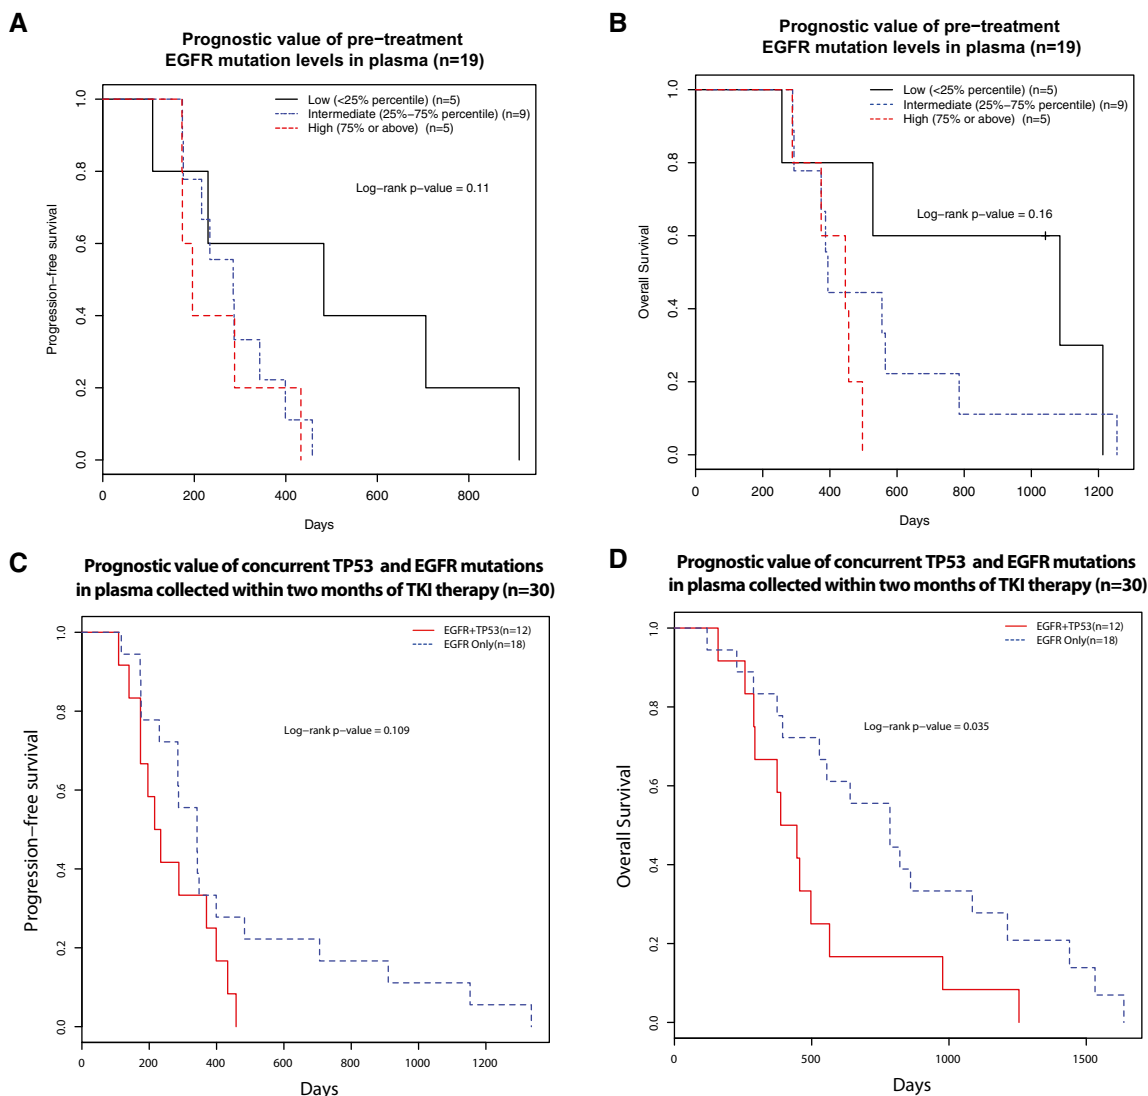 A
Prognostic value of pre−treatment
EGFR mutation levels in plasma (n=19)
Low (<25% percentile) (n=5)
Intermediate (25%−75% percentile) (n=9)
High (75% or above) (n=5)
Log−rank p−value = 0.11
Progression−free survival
1.0
0.8
0.6
0.4
0.2
0.0
0 200 400 600 800
Days
B
Prognostic value of pre−treatment
EGFR mutation levels in plasma (n=19)
Low (<25% percentile) (n=5)
Intermediate (25%−75% percentile) (n=9)
High (75% or above) (n=5)
Log−rank p−value = 0.16
Overall Survival
1.0
0.8
0.6
0.4
0.2
0.0
0 200 400 600 800 1000 1200
Days
C
Prognostic value of concurrent TP53 and EGFR mutations
in plasma collected within two months of TKI therapy (n=30)
EGFR+TP53(n=12)
EGFR Only(n=18)
Log−rank p−value = 0.109
Progression−free survival
1.0
0.8
0.6
0.4
0.2
0.0
0 200 400 600 800 1000 1200
Days
D
Prognostic value of concurrent TP53 and EGFR mutations
in plasma collected within two months of TKI therapy (n=30)
EGFR+TP53(n=12)
EGFR Only(n=18)
Log−rank p−value = 0.035
Overall Survival
1.0
0.8
0.6
0.4
0.2
0.0
0 500 1000 1500
Days